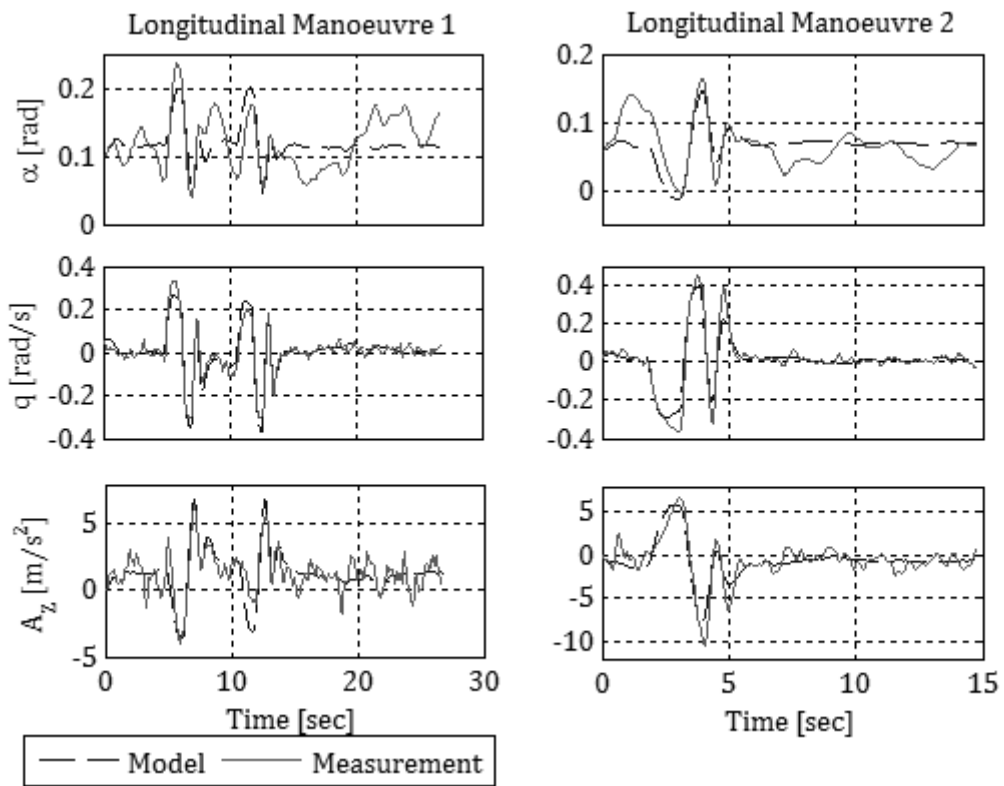 Longitudinal Manoeuvre 1
Longitudinal Manoeuvre 2
α [rad]
0.2
0.1
0
0.2
0.1
0
q [rad/s]
0.4
0.2
0
-0.2
-0.4
0.4
0.2
0
-0.2
-0.4
A_Z [m/s²]
5
0
-5
5
0
-5
-10
0 10 20 30
0 5 10 15
Time [sec]
Time [sec]
Model
Measurement